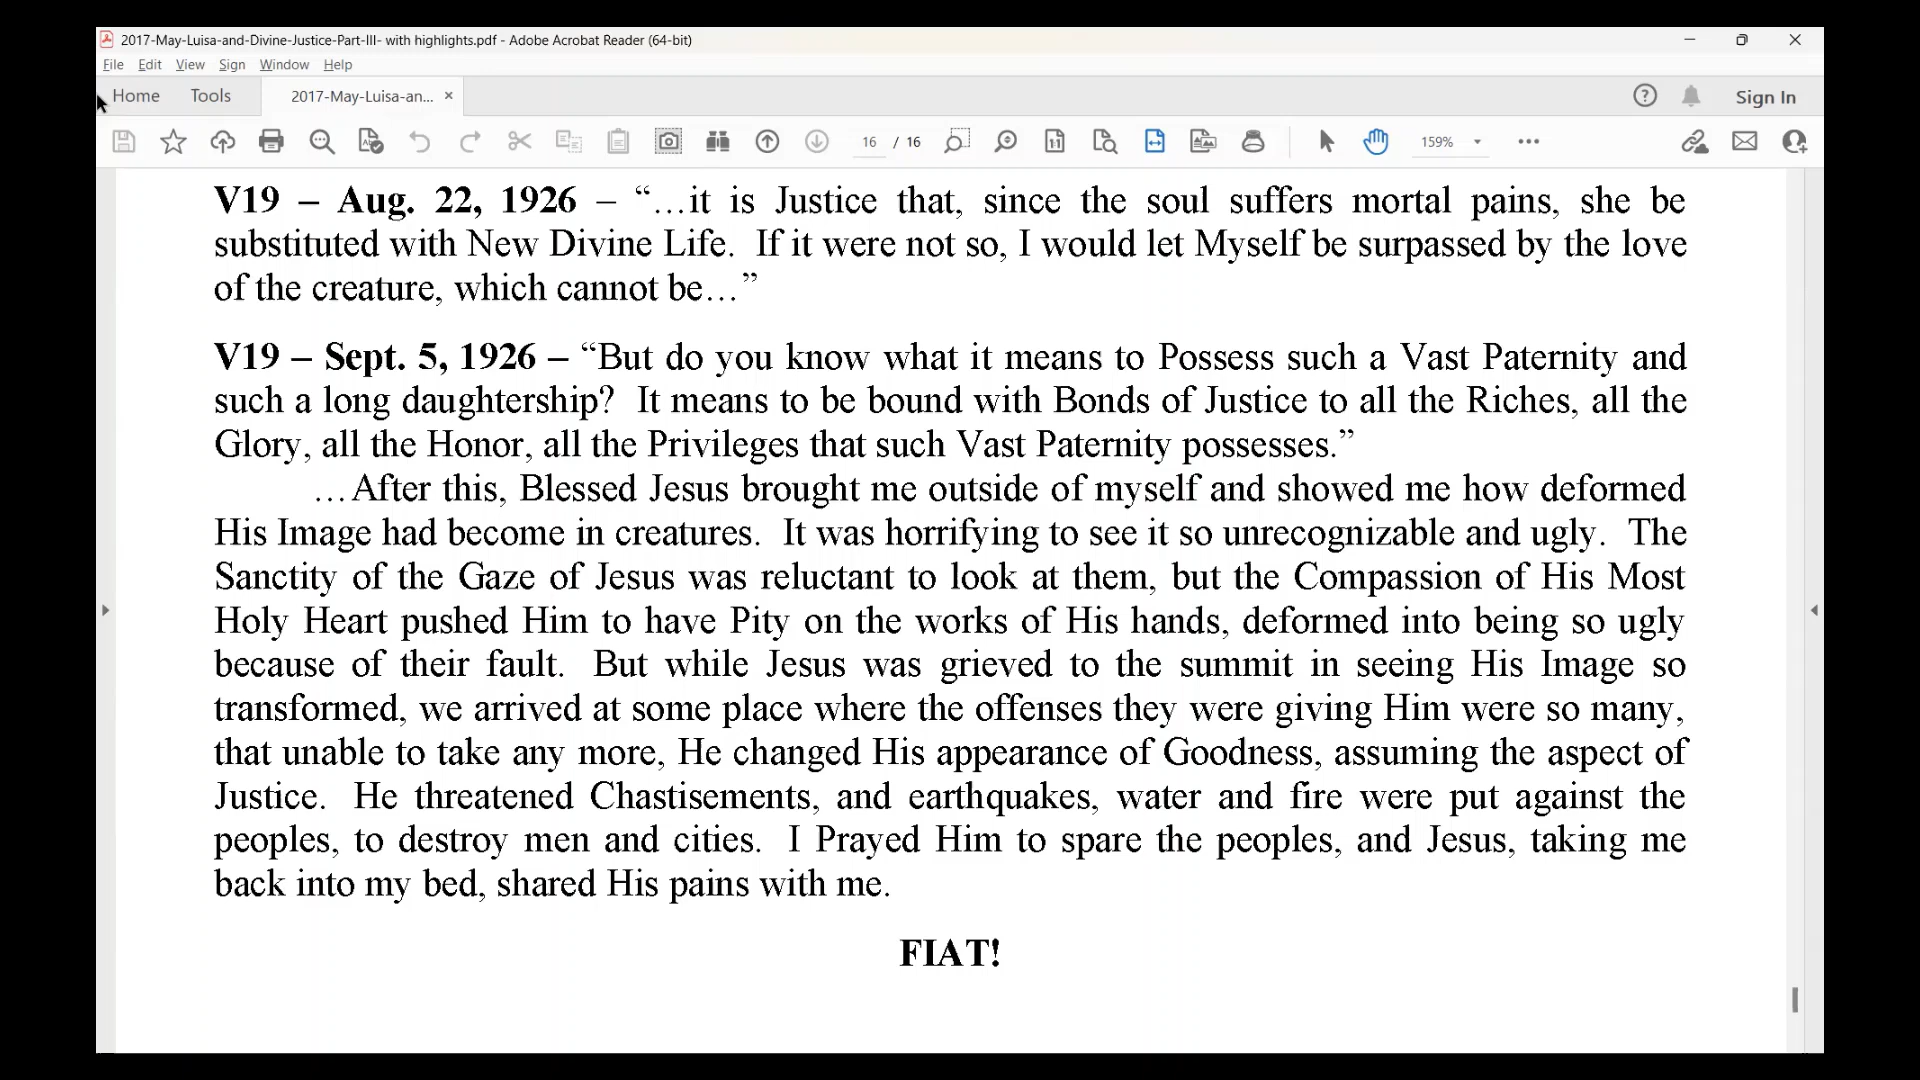 2017-May-Luisa-and-Divine-Justice-Part-III- with highlights.pdf - Adobe Acrobat Reader (64-bit)
File Edit View Sign Window Help
Home Tools 2017-May-Luisa-an... × Sign In
16 / 16 159%
V19 – Aug. 22, 1926 – “…it is Justice that, since the soul suffers mortal pains, she be
substituted with New Divine Life. If it were not so, I would let Myself be surpassed by the love
of the creature, which cannot be…”
V19 – Sept. 5, 1926 – “But do you know what it means to Possess such a Vast Paternity and
such a long daughtership? It means to be bound with Bonds of Justice to all the Riches, all the
Glory, all the Honor, all the Privileges that such Vast Paternity possesses.”
…After this, Blessed Jesus brought me outside of myself and showed me how deformed
His Image had become in creatures. It was horrifying to see it so unrecognizable and ugly. The
Sanctity of the Gaze of Jesus was reluctant to look at them, but the Compassion of His Most
Holy Heart pushed Him to have Pity on the works of His hands, deformed into being so ugly
because of their fault. But while Jesus was grieved to the summit in seeing His Image so
transformed, we arrived at some place where the offenses they were giving Him were so many,
that unable to take any more, He changed His appearance of Goodness, assuming the aspect of
Justice. He threatened Chastisements, and earthquakes, water and fire were put against the
peoples, to destroy men and cities. I Prayed Him to spare the peoples, and Jesus, taking me
back into my bed, shared His pains with me.
FIAT!